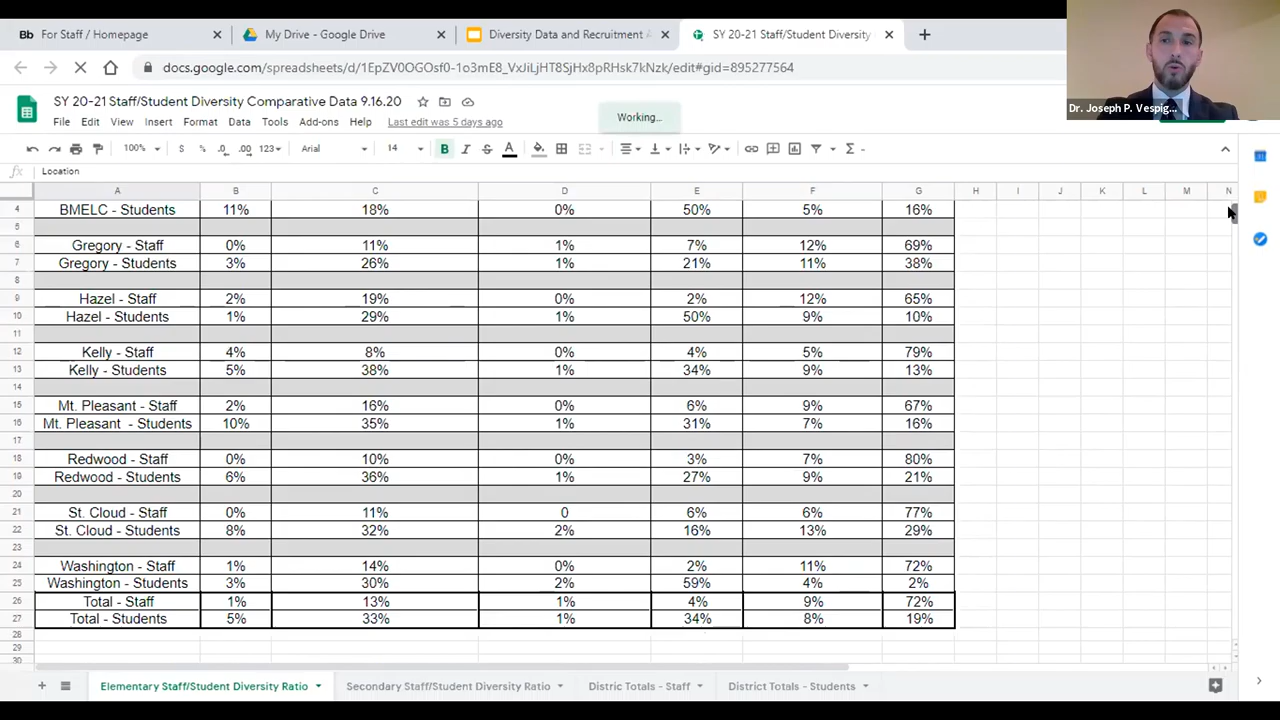 Bb For Staff / Homepage × My Drive - Google Drive × Diversity Data and Recruitment A × SY 20-21 Staff/Student Diversity × +
docs.google.com/spreadsheets/d/1EpZV0OGOsf0-1o3mE8_VxJiLjHT8SjHx8pRHsk7kNzk/edit#gid=895277564
Dr. Joseph P. Vespig...
SY 20-21 Staff/Student Diversity Comparative Data 9.16.20
Working...
File Edit View Insert Format Data Tools Add-ons Help Last edit was 5 days ago
100% $ % .0 .00 123 Arial 14 B I S A Σ
fx Location
A B C D E F G H I J K L M N
4 BMELC - Students 11% 18% 0% 50% 5% 16%
5
6 Gregory - Staff 0% 11% 1% 7% 12% 69%
7 Gregory - Students 3% 26% 1% 21% 11% 38%
8
9 Hazel - Staff 2% 19% 0% 2% 12% 65%
10 Hazel - Students 1% 29% 1% 50% 9% 10%
11
12 Kelly - Staff 4% 8% 0% 4% 5% 79%
13 Kelly - Students 5% 38% 1% 34% 9% 13%
14
15 Mt. Pleasant - Staff 2% 16% 0% 6% 9% 67%
16 Mt. Pleasant - Students 10% 35% 1% 31% 7% 16%
17
18 Redwood - Staff 0% 10% 0% 3% 7% 80%
19 Redwood - Students 6% 36% 1% 27% 9% 21%
20
21 St. Cloud - Staff 0% 11% 0 6% 6% 77%
22 St. Cloud - Students 8% 32% 2% 16% 13% 29%
23
24 Washington - Staff 1% 14% 0% 2% 11% 72%
25 Washington - Students 3% 30% 2% 59% 4% 2%
26 Total - Staff 1% 13% 1% 4% 9% 72%
27 Total - Students 5% 33% 1% 34% 8% 19%
28
29
30
+ Elementary Staff/Student Diversity Ratio Secondary Staff/Student Diversity Ratio Distric Totals - Staff District Totals - Students